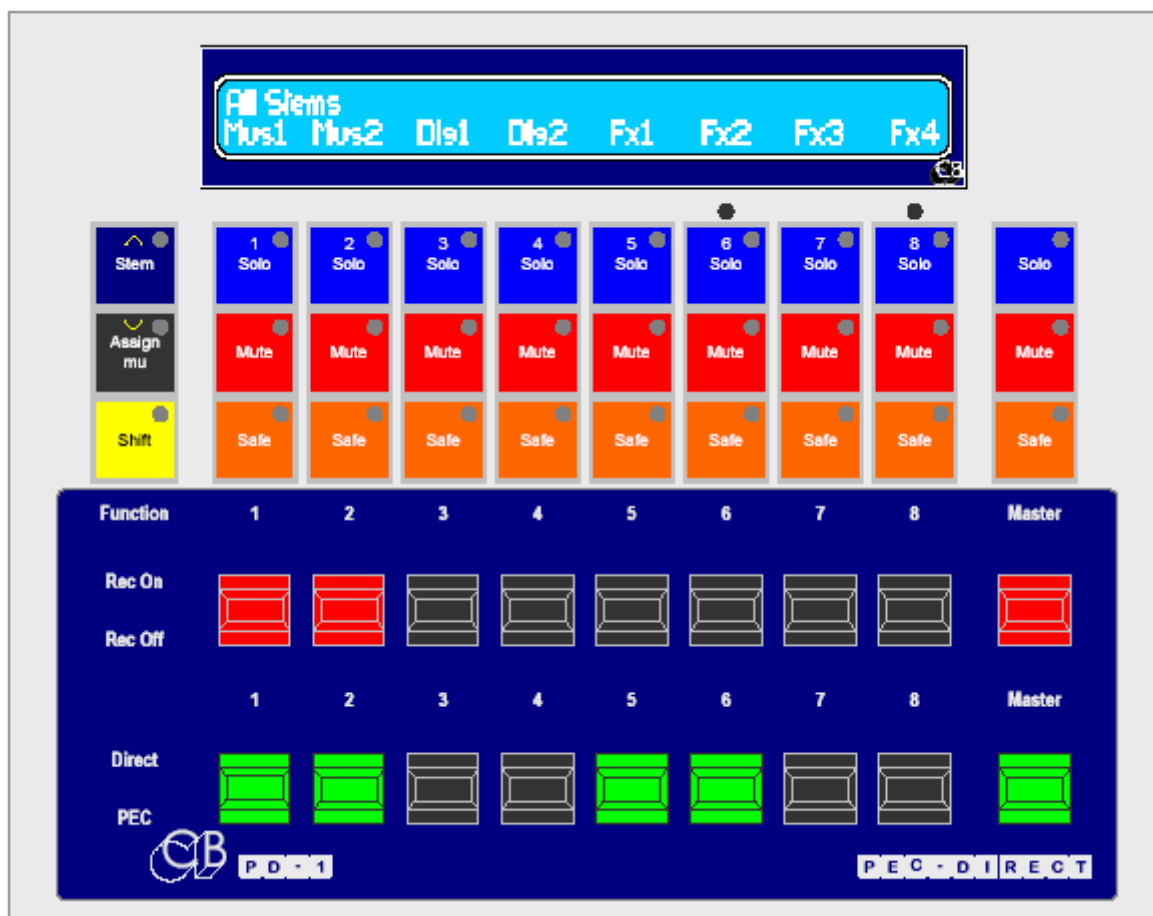 All Stems
Mus1 Mus2 Dlg1 Dlg2 Fx1 Fx2 Fx3 Fx4
CB
Stem 1 Solo 2 Solo 3 Solo 4 Solo 5 Solo 6 Solo 7 Solo 8 Solo Solo
Assign mu Mute Mute Mute Mute Mute Mute Mute Mute Mute
Shift Safe Safe Safe Safe Safe Safe Safe Safe Safe
Function 1 2 3 4 5 6 7 8 Master
Rec On
Rec Off
1 2 3 4 5 6 7 8 Master
Direct
PEC
CB PD-1 PEC-DIRECT